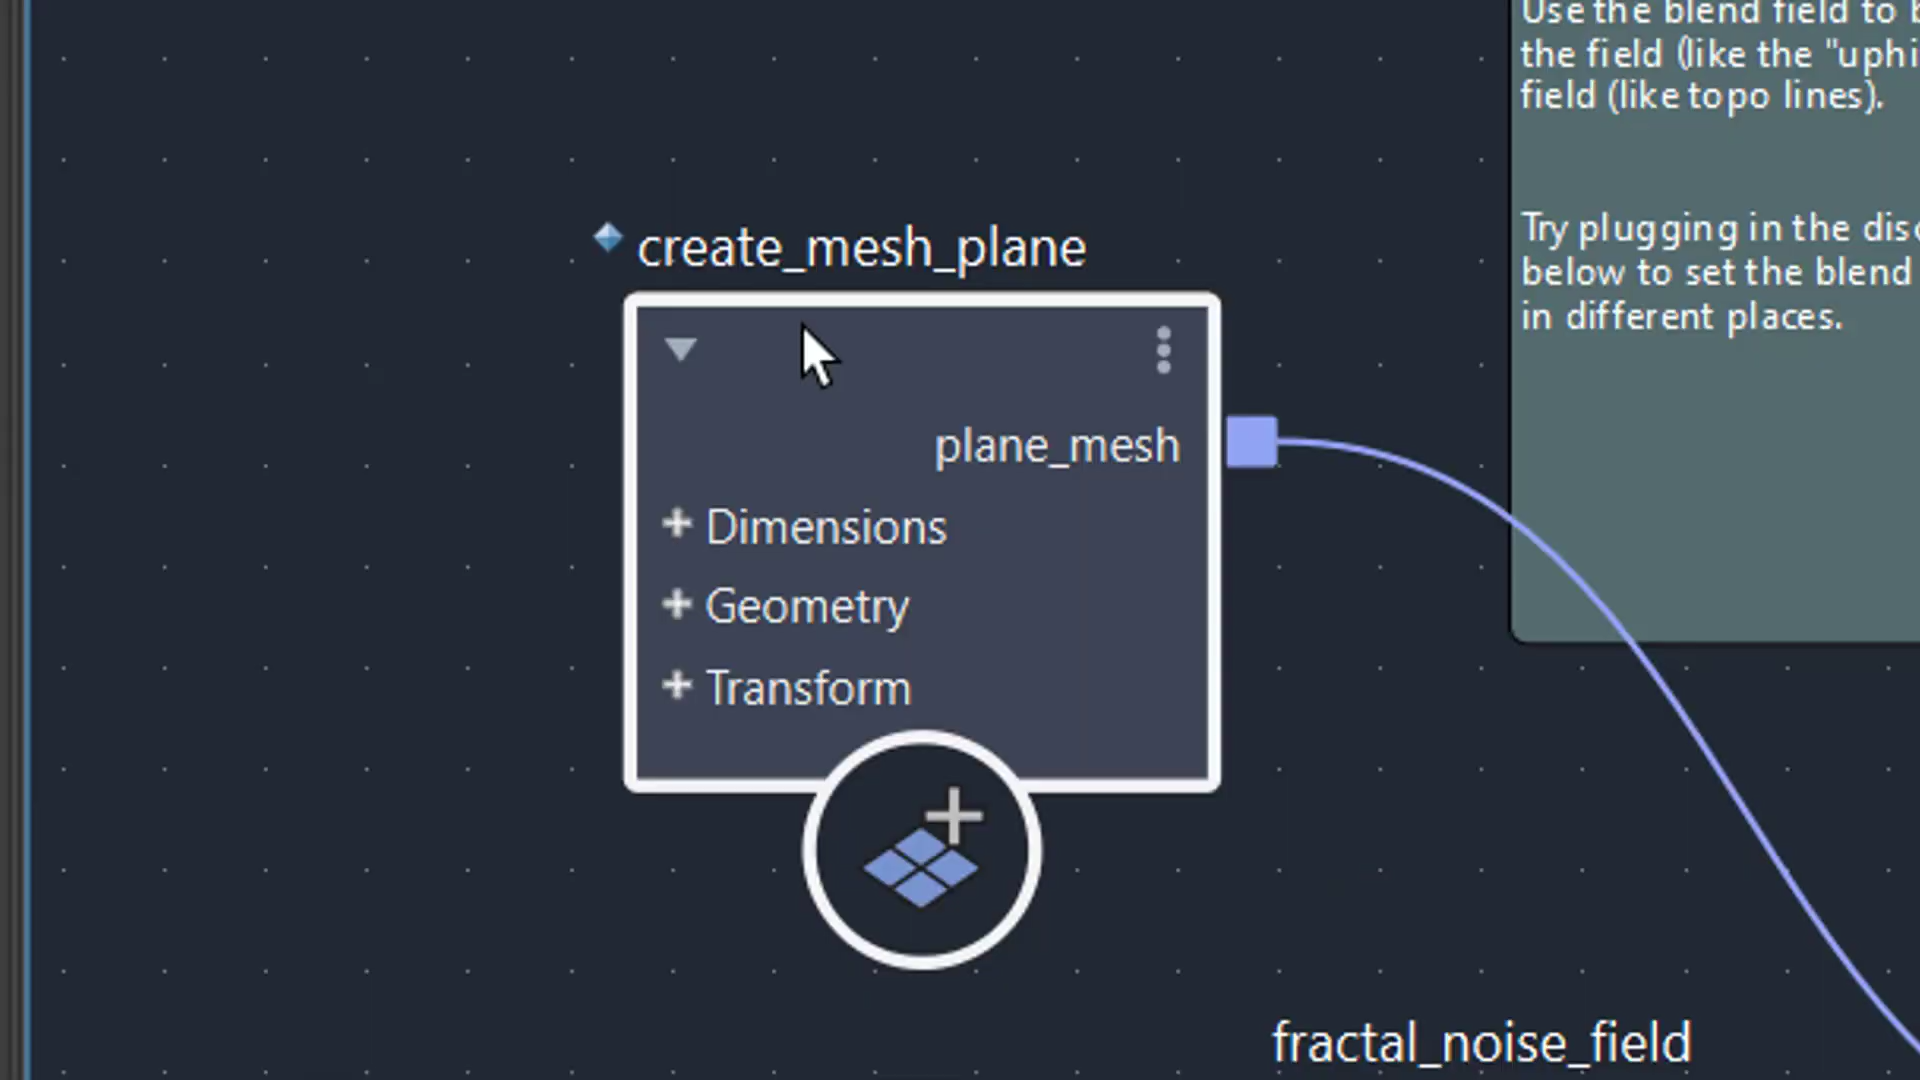 Use the blend field to
the field (like the "uphi
field (like topo lines).
Try plugging in the disc
below to set the blend
in different places.
create_mesh_plane
plane_mesh
Dimensions
Geometry
Transform
fractal_noise_field